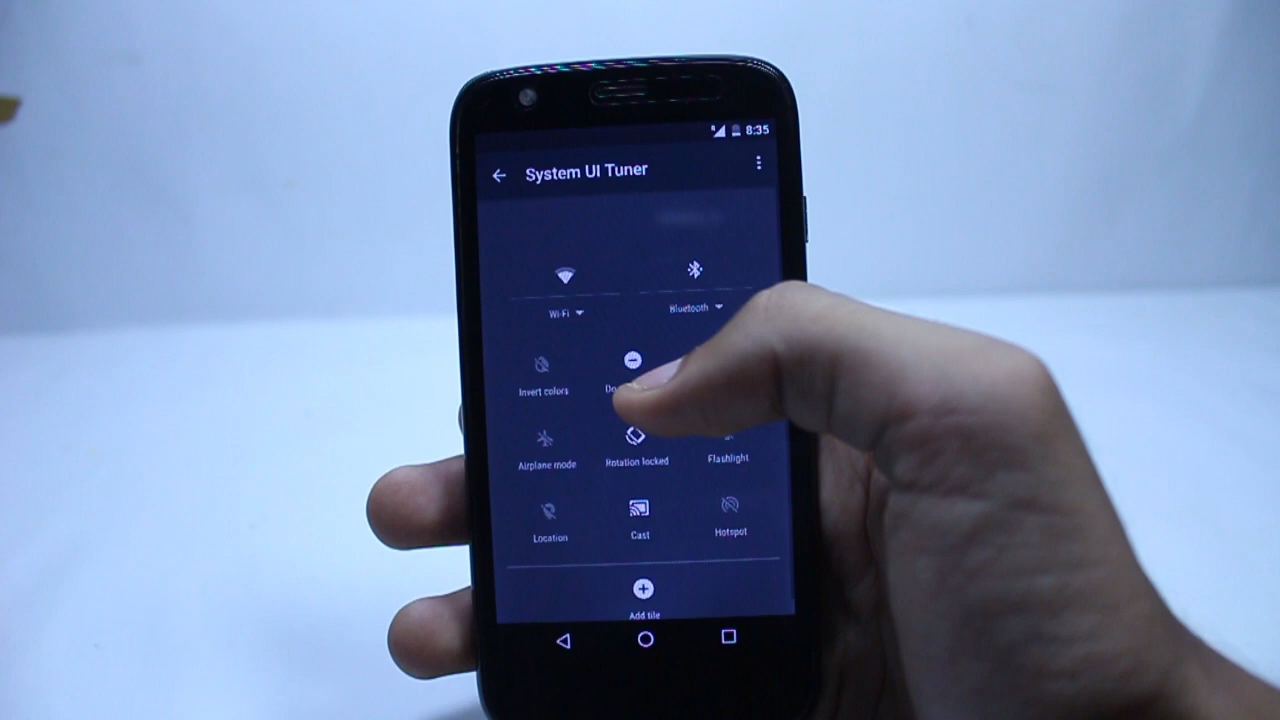 R 8:35
System UI Tuner
Wi-Fi Bluetooth
Invert colors Do
Airplane mode Rotation locked Flashlight
Location Cast Hotspot
Add tile